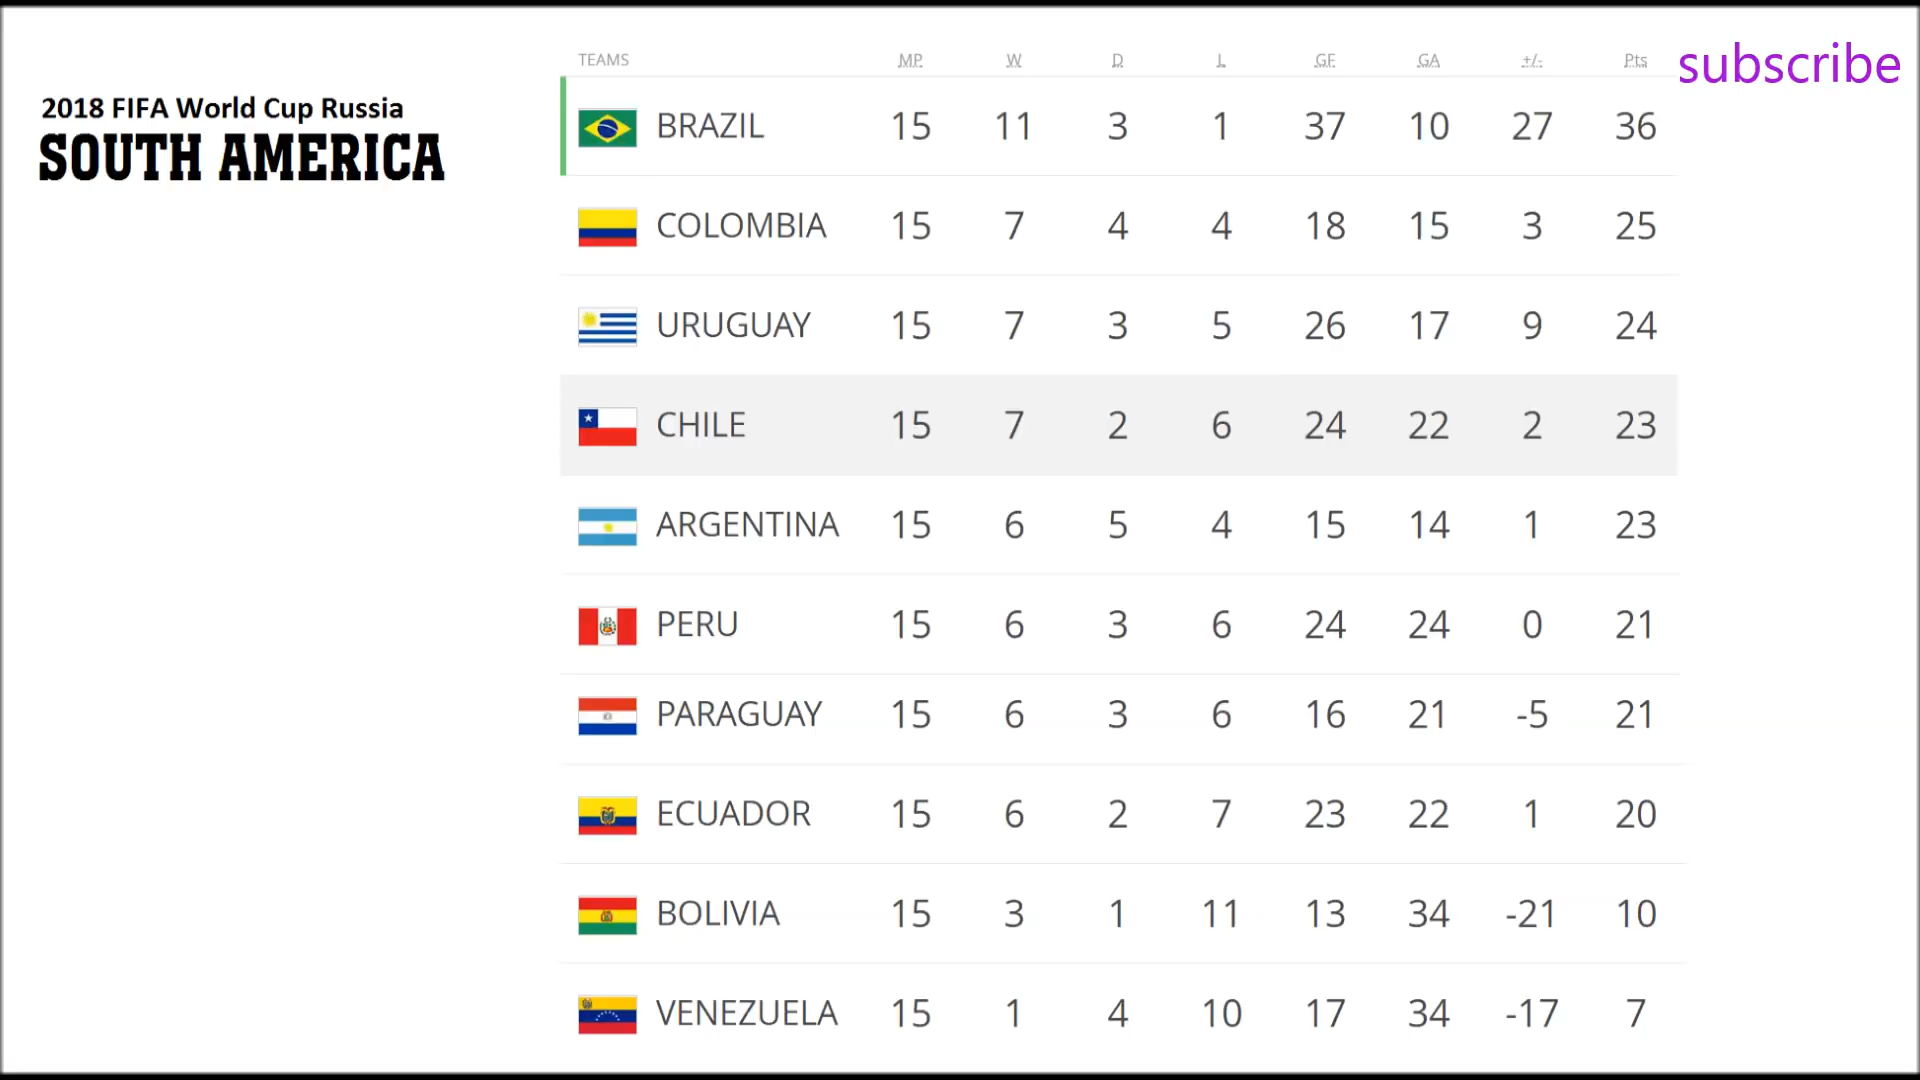 subscribe
2018 FIFA World Cup Russia
SOUTH AMERICA
TEAMS MP W D L GF GA +/- Pts
BRAZIL 15 11 3 1 37 10 27 36
COLOMBIA 15 7 4 4 18 15 3 25
URUGUAY 15 7 3 5 26 17 9 24
CHILE 15 7 2 6 24 22 2 23
ARGENTINA 15 6 5 4 15 14 1 23
PERU 15 6 3 6 24 24 0 21
PARAGUAY 15 6 3 6 16 21 -5 21
ECUADOR 15 6 2 7 23 22 1 20
BOLIVIA 15 3 1 11 13 34 -21 10
VENEZUELA 15 1 4 10 17 34 -17 7